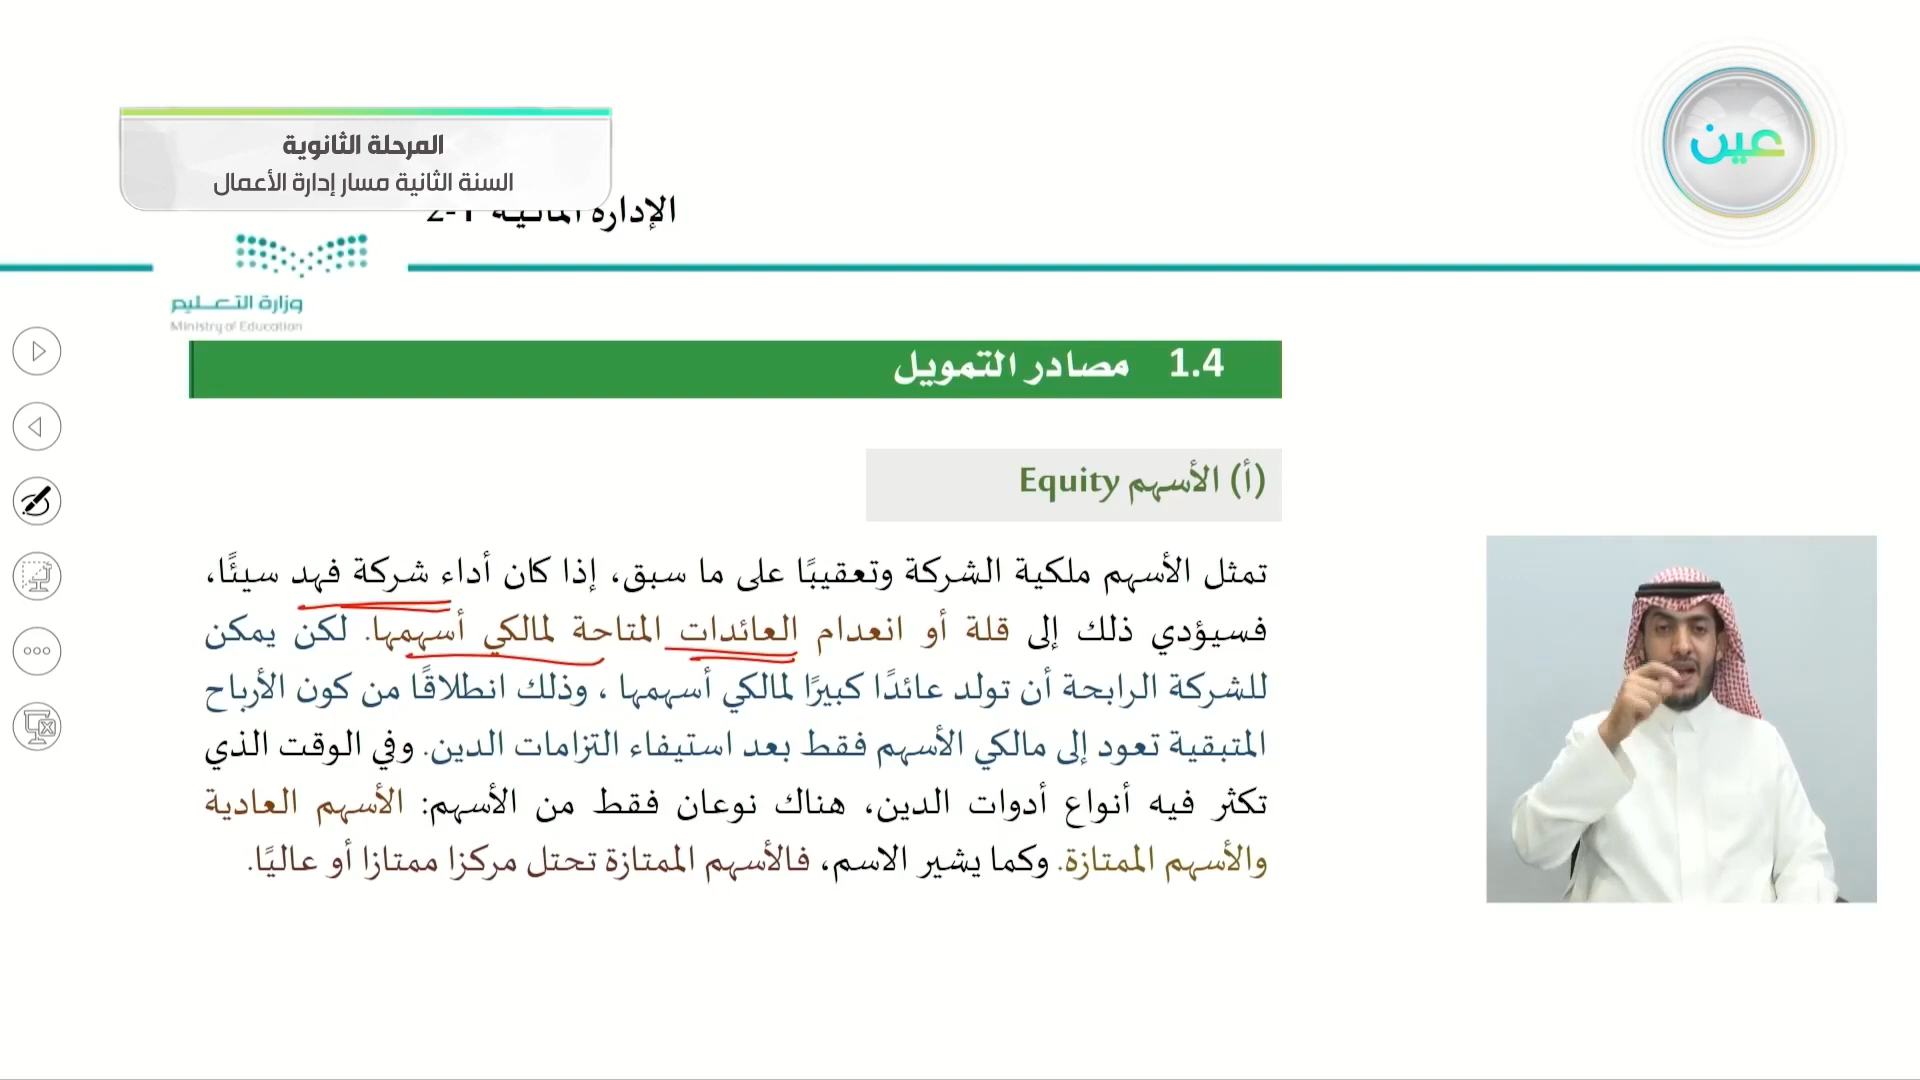 عين
المرحلة الثانوية
السنة الثانية مسار إدارة الأعمال
الإدارة المالية 1-2
وزارة التعليم
Ministry of Education
1.4 مصادر التمويل
(أ) الأسهم Equity
تمثل الأسهم ملكية الشركة وتعقيبًا على ما سبق، إذا كان أداء شركة فهد سيئًا،
فسيؤدي ذلك إلى قلة أو انعدام العائدات المتاحة لمالكي أسهمها. لكن يمكن
للشركة الرابحة أن تولد عائدًا كبيرًا لمالكي أسهمها ، وذلك انطلاقًا من كون الأرباح
المتبقية تعود إلى مالكي الأسهم فقط بعد استيفاء التزامات الدين. وفي الوقت الذي
تكثر فيه أنواع أدوات الدين، هناك نوعان فقط من الأسهم: الأسهم العادية
والأسهم الممتازة. وكما يشير الاسم، فالأسهم الممتازة تحتل مركزا ممتازا أو عاليًا.